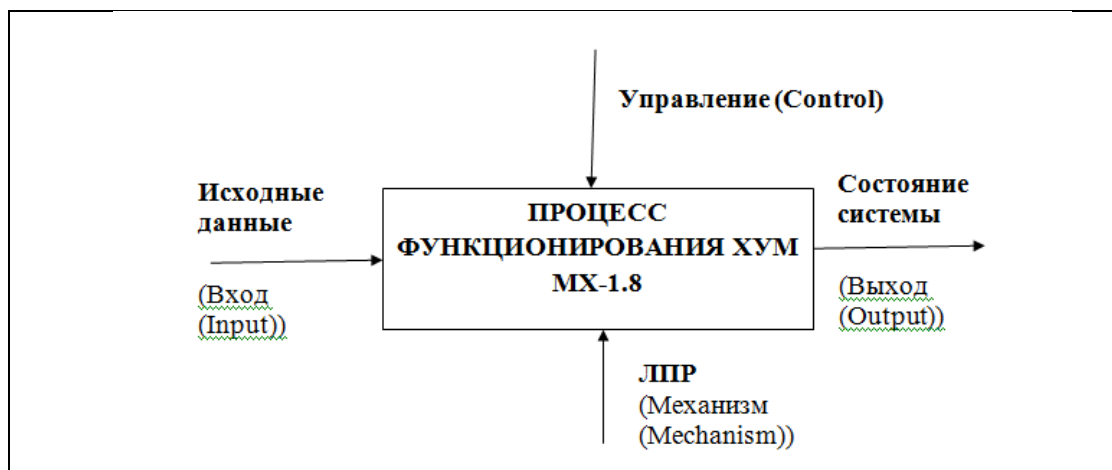 Управление (Control)
Исходные
данные
(Вход
(Input))
ПРОЦЕСС
ФУНКЦИОНИРОВАНИЯ ХУМ
МХ-1.8
Состояние
системы
(Выход
(Output))
ЛПР
(Механизм
(Mechanism))